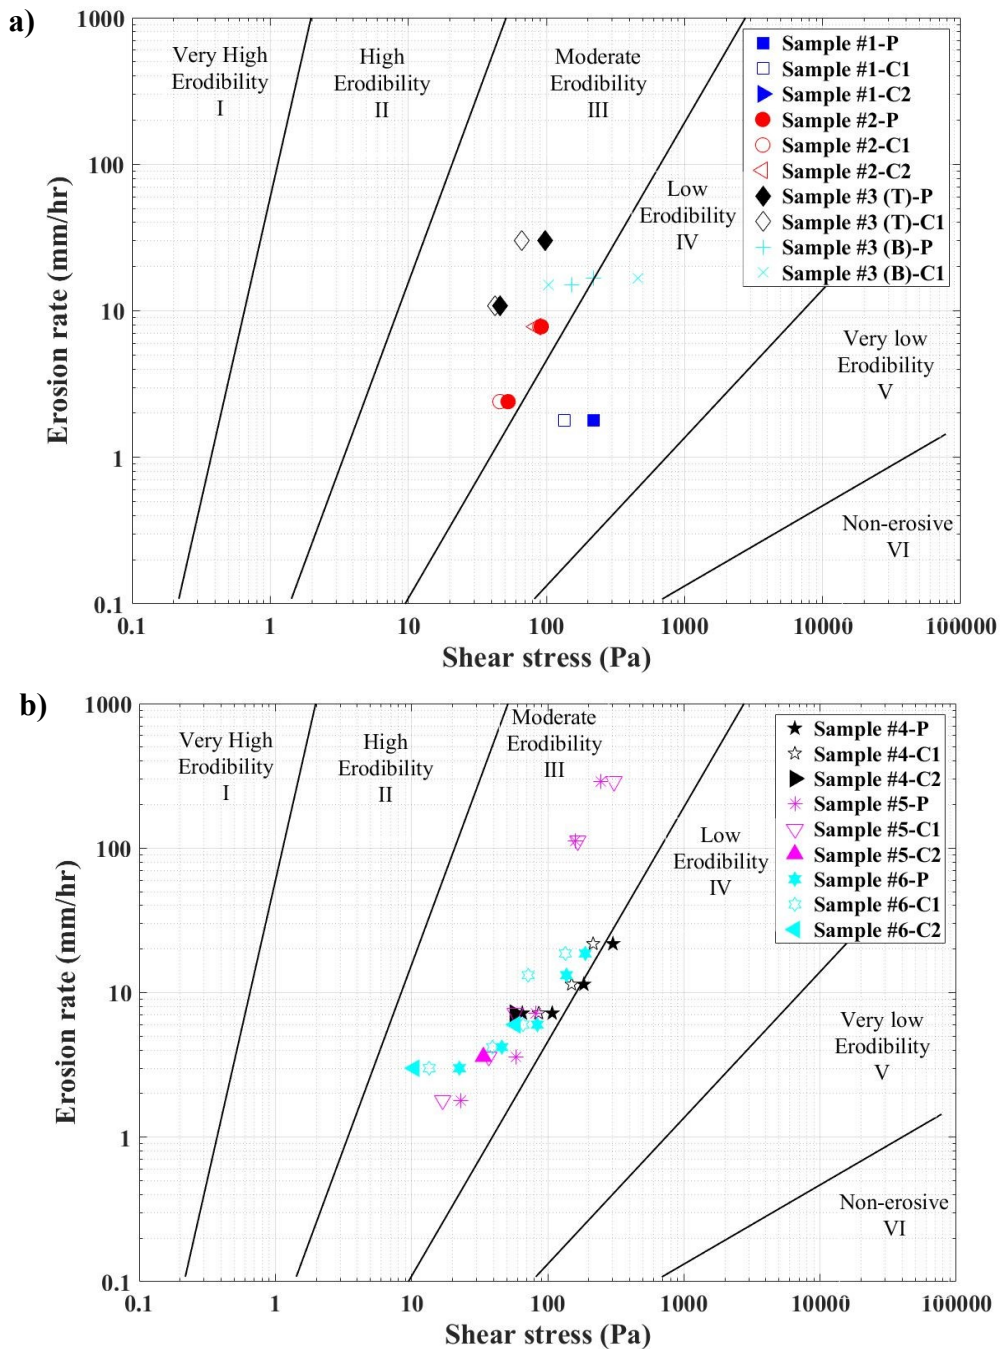 a)
1000
100
10
1
0.1
Erosion rate (mm/hr)
Very High
Erodibility
I
High
Erodibility
II
Moderate
Erodibility
III
Low
Erodibility
IV
Very low
Erodibility
V
Non-erosive
VI
Sample #1-P
Sample #1-C1
Sample #1-C2
Sample #2-P
Sample #2-C1
Sample #2-C2
Sample #3 (T)-P
Sample #3 (T)-C1
Sample #3 (B)-P
Sample #3 (B)-C1
0.1 1 10 100 1000 10000 100000
Shear stress (Pa)
b)
1000
100
10
1
0.1
Erosion rate (mm/hr)
Very High
Erodibility
I
High
Erodibility
II
Moderate
Erodibility
III
Low
Erodibility
IV
Very low
Erodibility
V
Non-erosive
VI
Sample #4-P
Sample #4-C1
Sample #4-C2
Sample #5-P
Sample #5-C1
Sample #5-C2
Sample #6-P
Sample #6-C1
Sample #6-C2
0.1 1 10 100 1000 10000 100000
Shear stress (Pa)